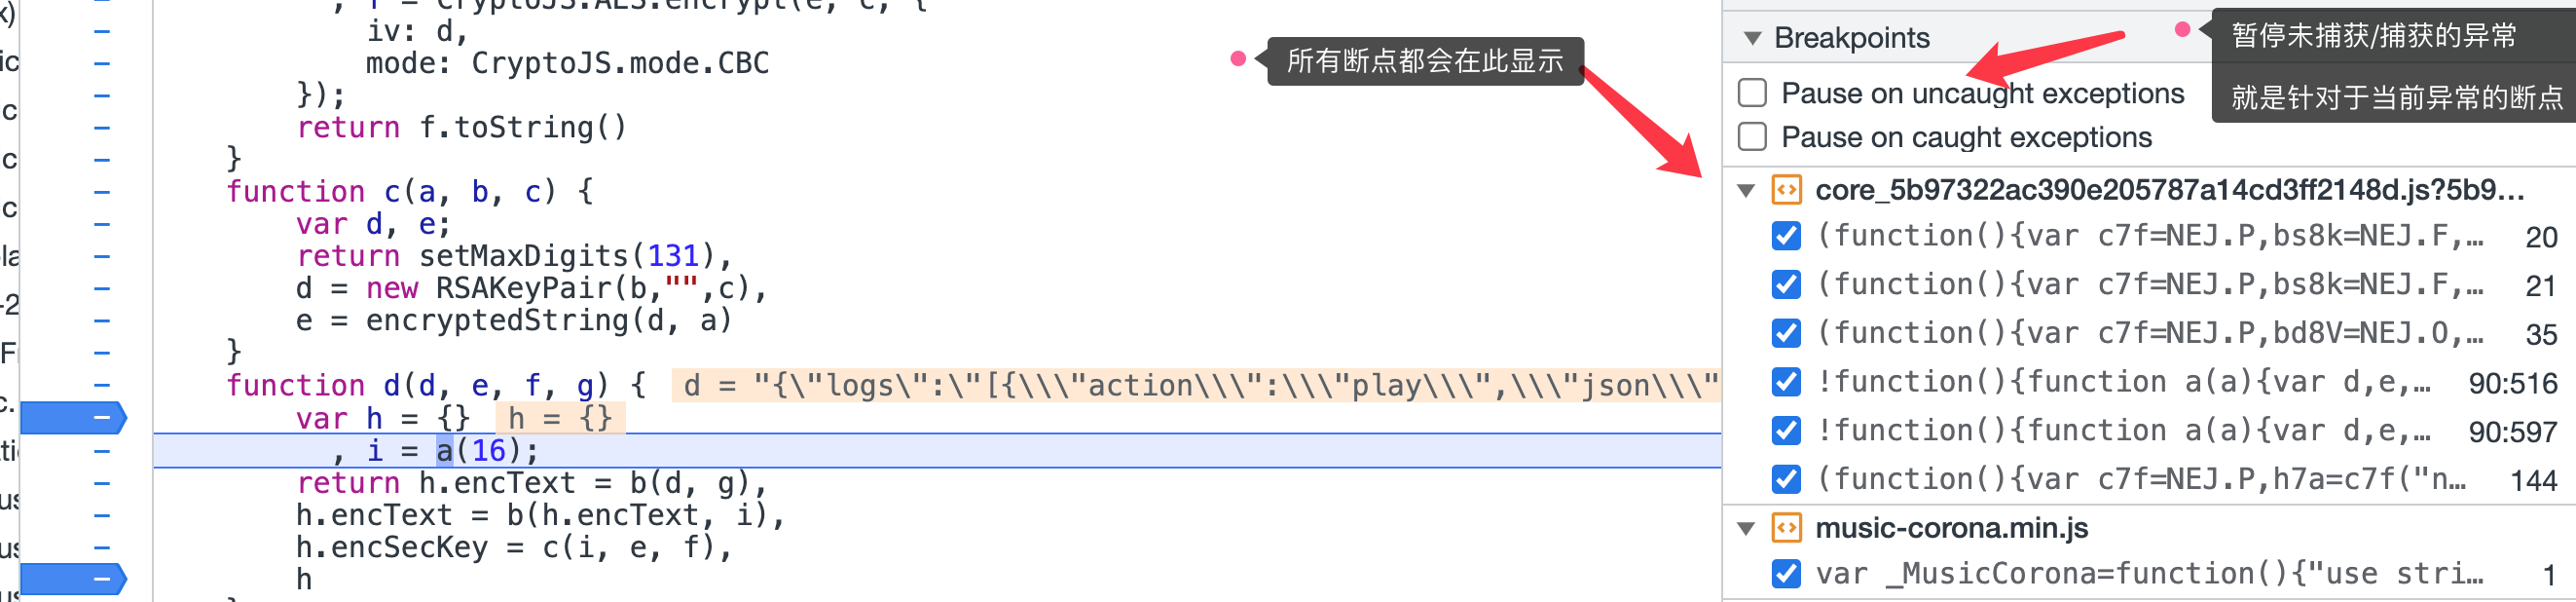 , f = CryptoJS.AES.encrypt(e, c, {
iv: d,
mode: CryptoJS.mode.CBC
});
return f.toString()
}
function c(a, b, c) {
var d, e;
return setMaxDigits(131),
d = new RSAKeyPair(b,"",c),
e = encryptedString(d, a)
}
function d(d, e, f, g) { d = "{\"logs\":\"[{\\\"action\\\":\\\"play\\\",\\\"json\\\"
var h = {} h = {}
, i = a(16);
return h.encText = b(d, g),
h.encText = b(h.encText, i),
h.encSecKey = c(i, e, f),
h
所有断点都会在此显示
Breakpoints
暂停未捕获/捕获的异常
就是针对于当前异常的断点
Pause on uncaught exceptions
Pause on caught exceptions
core_5b97322ac390e205787a14cd3ff2148d.js?5b9…
(function(){var c7f=NEJ.P,bs8k=NEJ.F,… 20
(function(){var c7f=NEJ.P,bs8k=NEJ.F,… 21
(function(){var c7f=NEJ.P,bd8V=NEJ.O,… 35
!function(){function a(a){var d,e,… 90:516
!function(){function a(a){var d,e,… 90:597
(function(){var c7f=NEJ.P,h7a=c7f("n… 144
music-corona.min.js
var _MusicCorona=function(){"use stri… 1